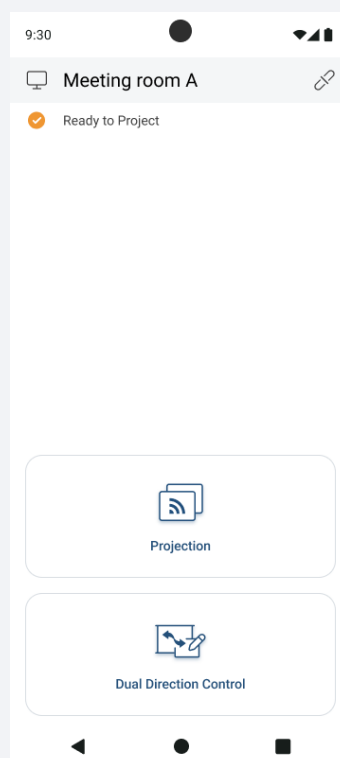 9:30
Meeting room A
Ready to Project
Projection
Dual Direction Control